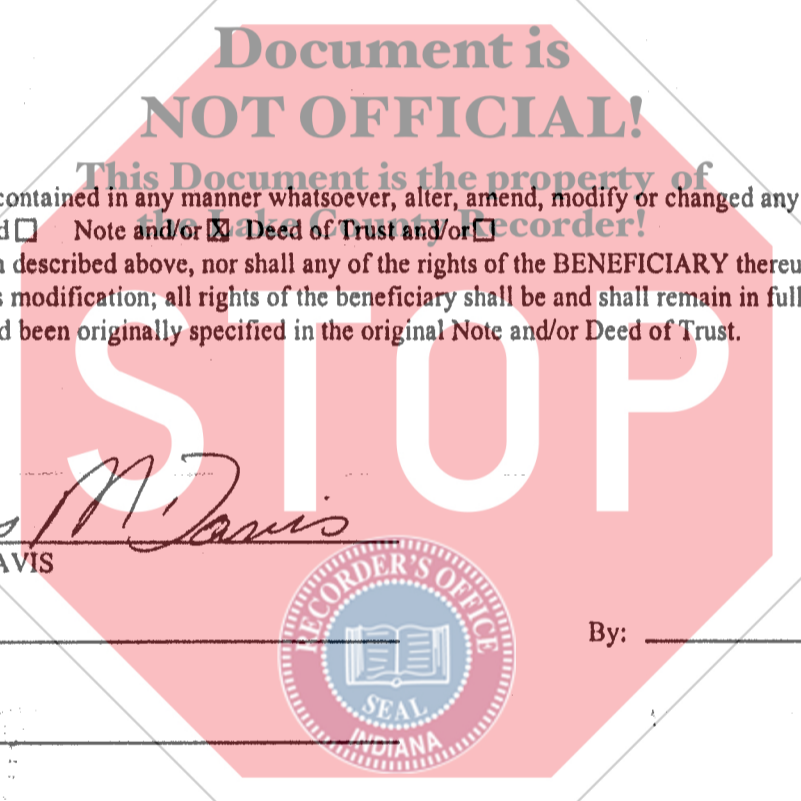 Document is
NOT OFFICIAL!
This Document is the property of
the Lake County Recorder!
contained in any manner whatsoever, alter, amend, modify or changed any
d ☐ Note and/or ☒ Deed of Trust and/or ☐
described above, nor shall any of the rights of the BENEFICIARY thereu
s modification; all rights of the beneficiary shall be and shall remain in full
d been originally specified in the original Note and/or Deed of Trust.
STOP
s M Davis
AVIS
RECORDER'S OFFICE
By:
SEAL
INDIANA